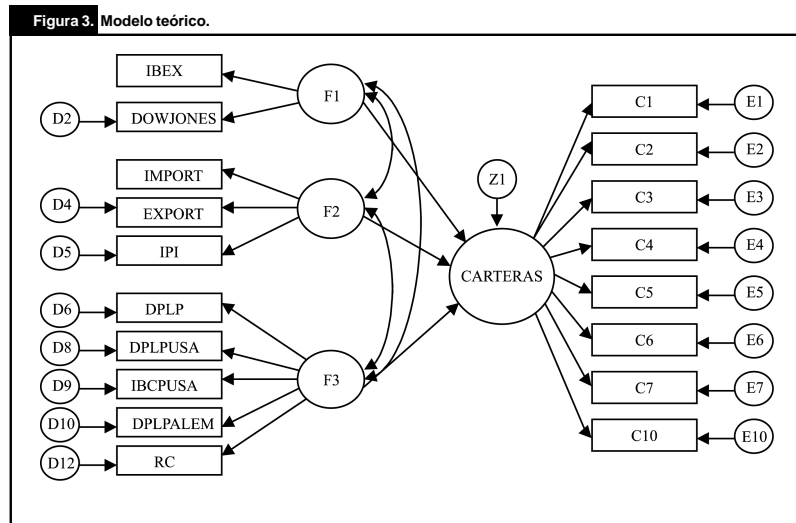 Figura 3. Modelo teórico.
IBEX
F1
D2
DOWJONES
IMPORT
D4
EXPORT
F2
D5
IPI
D6
DPLP
D8
DPLPUSA
D9
IBCPUSA
F3
D10
DPLPALEM
D12
RC
Z1
CARTERAS
C1
E1
C2
E2
C3
E3
C4
E4
C5
E5
C6
E6
C7
E7
C10
E10